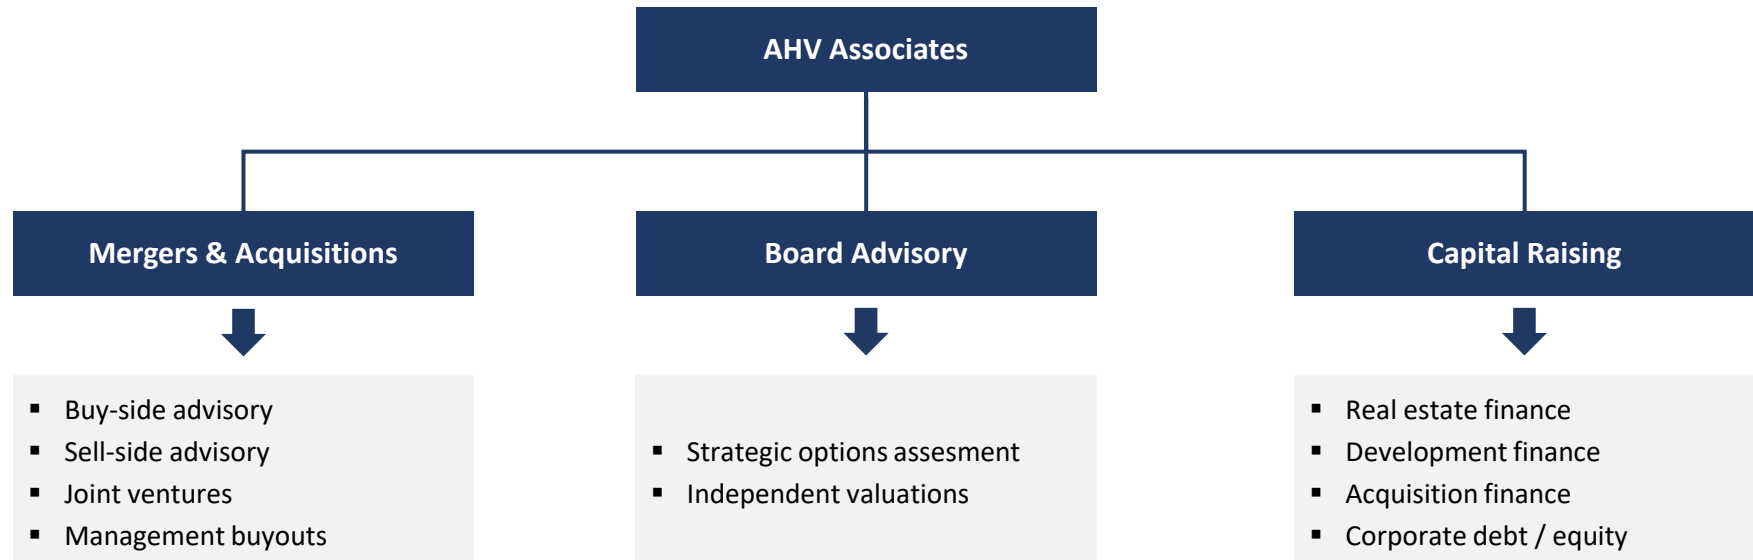 AHV Associates
Mergers & Acquisitions
Board Advisory
Capital Raising
▪ Buy-side advisory
▪ Sell-side advisory
▪ Joint ventures
▪ Management buyouts
▪ Strategic options assesment
▪ Independent valuations
▪ Real estate finance
▪ Development finance
▪ Acquisition finance
▪ Corporate debt / equity